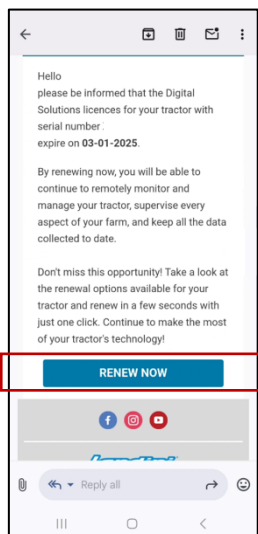 Hello
please be informed that the Digital
Solutions licences for your tractor with
serial number
expire on 03-01-2025.
By renewing now, you will be able to
continue to remotely monitor and
manage your tractor, supervise every
aspect of your farm, and keep all the data
collected to date.
Don't miss this opportunity! Take a look at
the renewal options available for your
tractor and renew in a few seconds with
just one click. Continue to make the most
of your tractor's technology!
RENEW NOW
Reply all